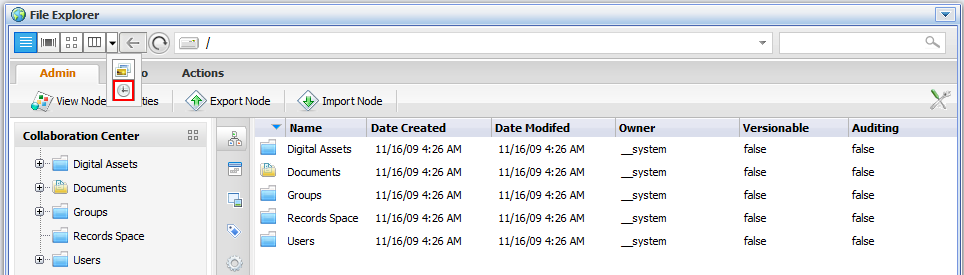 File Explorer
/
Admin o Actions
View Node ties Export Node Import Node
Collaboration Center
Digital Assets
Documents
Groups
Records Space
Users
Name Date Created Date Modifed Owner Versionable Auditing
Digital Assets 11/16/09 4:26 AM 11/16/09 4:26 AM __system false false
Documents 11/16/09 4:26 AM 11/16/09 4:26 AM __system false false
Groups 11/16/09 4:26 AM 11/16/09 4:26 AM __system false false
Records Space 11/16/09 4:26 AM 11/16/09 4:26 AM __system false false
Users 11/16/09 4:26 AM 11/16/09 4:26 AM __system false false